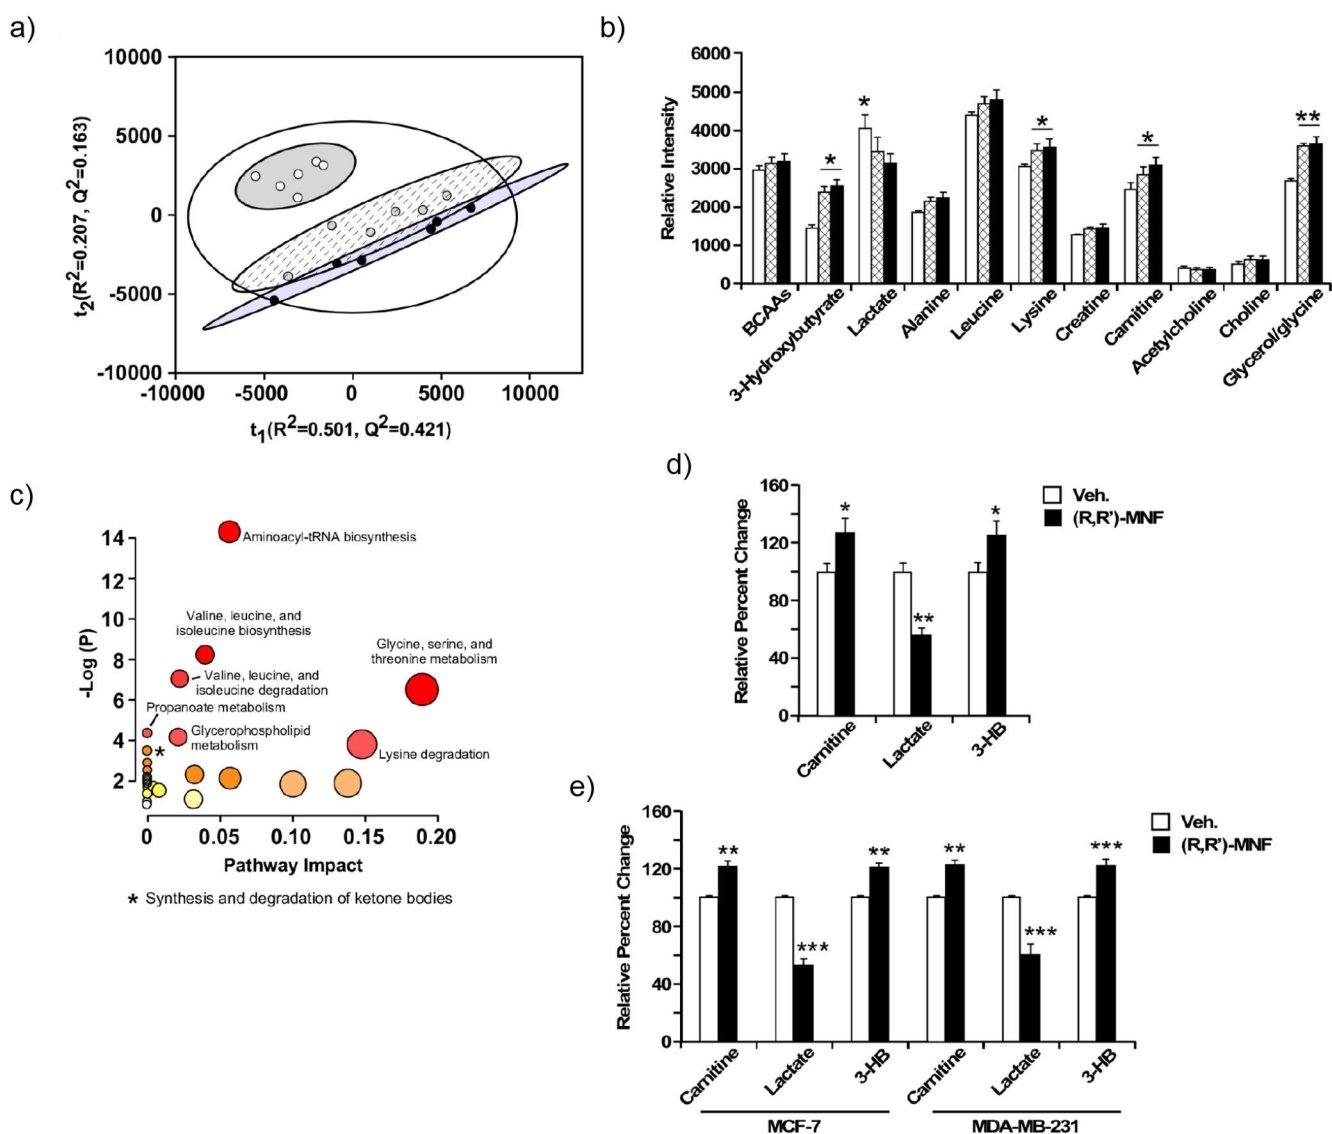 a)
10000
5000
0
-5000
-10000
-10000
-5000
0
5000
10000
t2(R2=0.207, Q2=0.163)
t1(R2=0.501, Q2=0.421)
b)
6000
5000
4000
3000
2000
1000
0
Relative Intensity
*
*
*
*
**
BCAAs
3-Hydroxybutyrate
Lactate
Alanine
Leucine
Lysine
Creatine
Carnitine
Acetylcholine
Choline
Glycerol/glycine
c)
14
12
10
8
6
4
2
-Log (P)
Aminoacyl-tRNA biosynthesis
Valine, leucine, and
isoleucine biosynthesis
Glycine, serine, and
threonine metabolism
Valine, leucine, and
isoleucine degradation
Propanoate metabolism
Glycerophospholipid
metabolism
*
Lysine degradation
0
0.05
0.10
0.15
0.20
Pathway Impact
* Synthesis and degradation of ketone bodies
d)
160
120
80
40
0
Relative Percent Change
*
**
*
Carnitine
Lactate
3-HB
Veh.
(R,R’)-MNF
e)
160
120
80
40
0
Relative Percent Change
**
***
**
**
***
***
Carnitine
Lactate
3-HB
Carnitine
Lactate
3-HB
MCF-7
MDA-MB-231
Veh.
(R,R’)-MNF